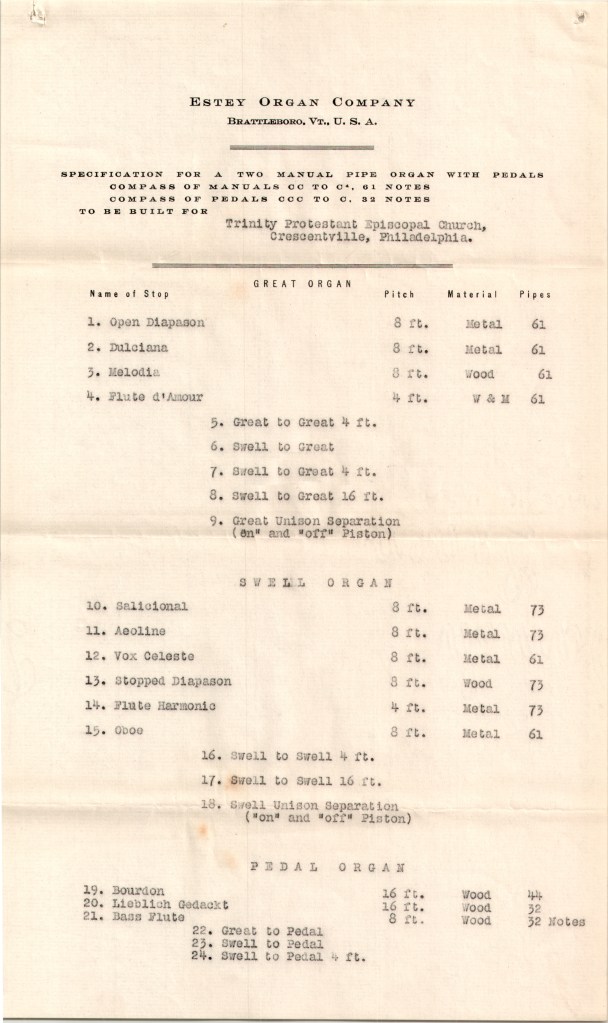 ESTEY ORGAN COMPANY
BRATTLEBORO, VT., U. S. A.
SPECIFICATION FOR A TWO MANUAL PIPE ORGAN WITH PEDALS
COMPASS OF MANUALS CC TO C⁴, 61 NOTES
COMPASS OF PEDALS CCC TO C, 32 NOTES
TO BE BUILT FOR
Trinity Protestant Episcopal Church,
Crescentville, Philadelphia.
GREAT ORGAN
Name of Stop Pitch Material Pipes
1. Open Diapason 8 ft. Metal 61
2. Dulciana 8 ft. Metal 61
3. Melodia 8 ft. Wood 61
4. Flute d'Amour 4 ft. W & M 61
5. Great to Great 4 ft.
6. Swell to Great
7. Swell to Great 4 ft.
8. Swell to Great 16 ft.
9. Great Unison Separation
("on" and "off" Piston)
SWELL ORGAN
10. Salicional 8 ft. Metal 73
11. Aeoline 8 ft. Metal 73
12. Vox Celeste 8 ft. Metal 61
13. Stopped Diapason 8 ft. Wood 73
14. Flute Harmonic 4 ft. Metal 73
15. Oboe 8 ft. Metal 61
16. Swell to Swell 4 ft.
17. Swell to Swell 16 ft.
18. Swell Unison Separation
("on" and "off" Piston)
PEDAL ORGAN
19. Bourdon 16 ft. Wood 44
20. Lieblich Gedackt 16 ft. Wood 32
21. Bass Flute 8 ft. Wood 32 Notes
22. Great to Pedal
23. Swell to Pedal
24. Swell to Pedal 4 ft.